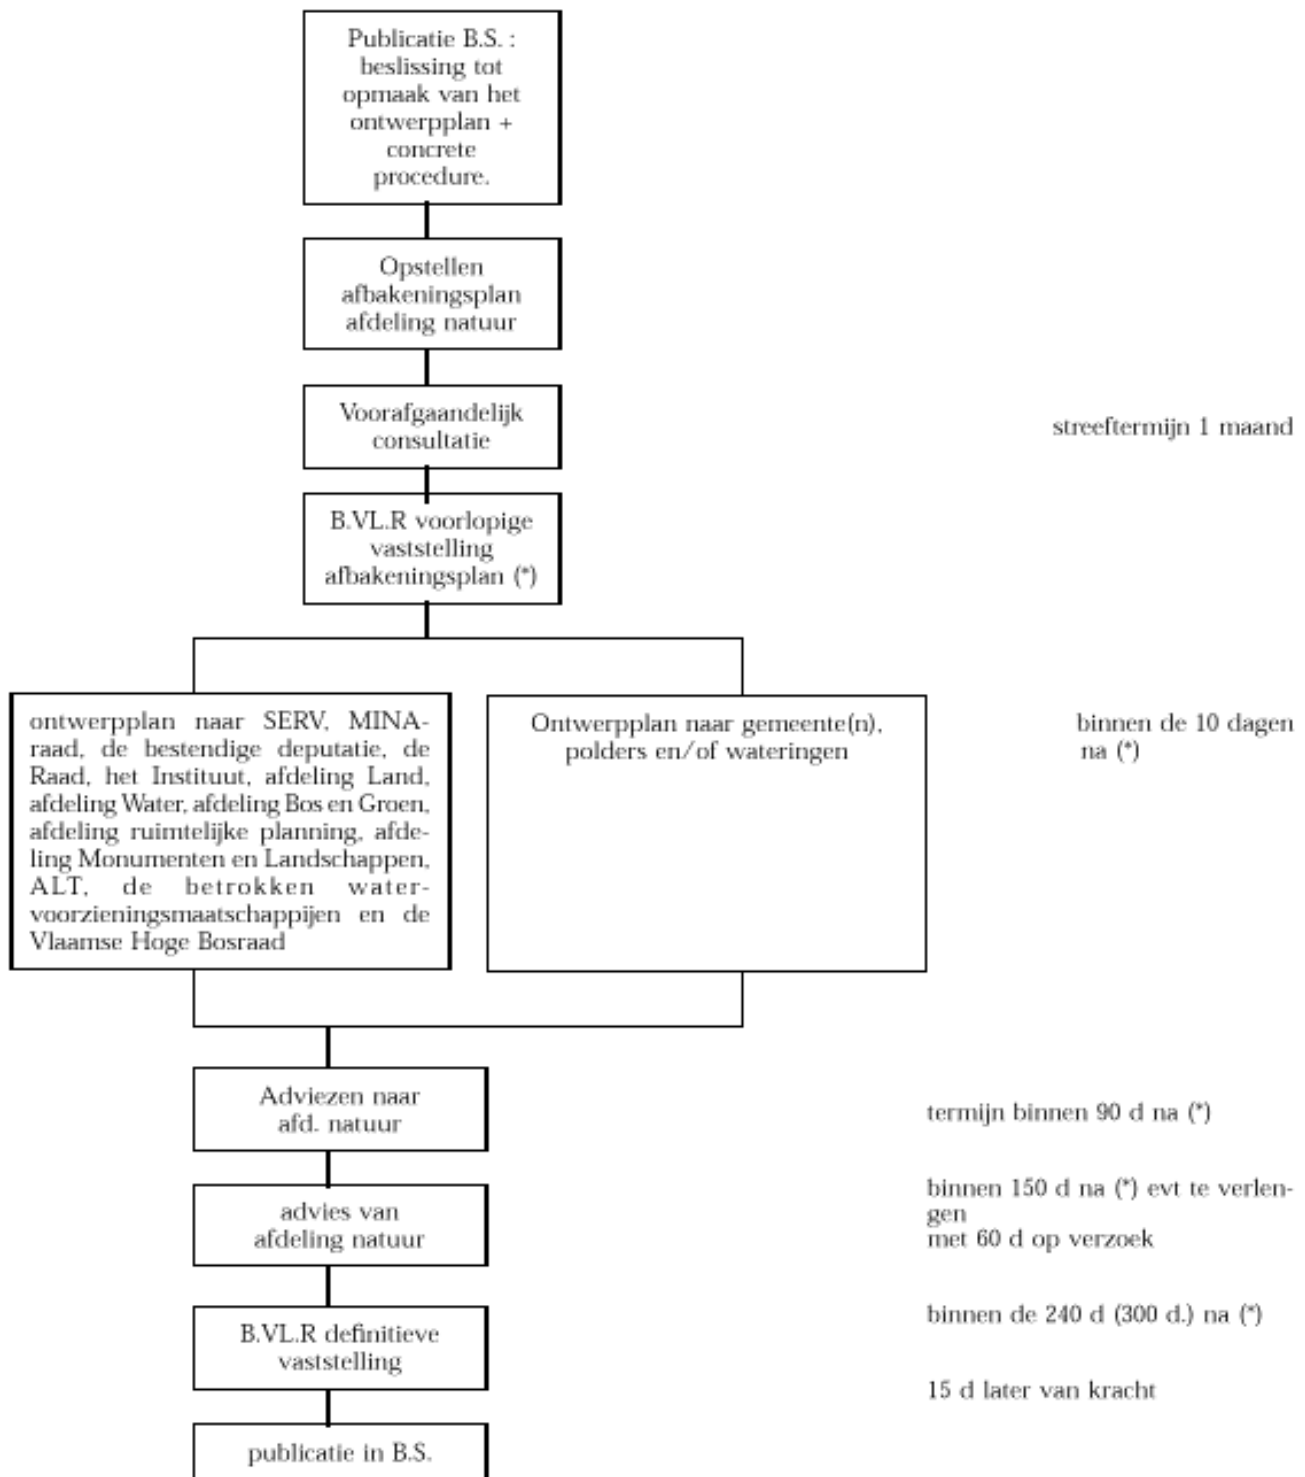 Publicatie B.S. :
beslissing tot
opmaak van het
ontwerpplan +
concrete
procedure.
Opstellen
afbakeningsplan
afdeling natuur
Voorafgaandelijk
consultatie
streeftermijn 1 maand
B.VL.R voorlopige
vaststelling
afbakeningsplan (*)
ontwerpplan naar SERV, MINA-
raad, de bestendige deputatie, de
Raad, het Instituut, afdeling Land,
afdeling Water, afdeling Bos en Groen,
afdeling ruimtelijke planning, afde-
ling Monumenten en Landschappen,
ALT, de betrokken water-
voorzieningsmaatschappijen en de
Vlaamse Hoge Bosraad
Ontwerpplan naar gemeente(n),
polders en/of wateringen
binnen de 10 dagen
na (*)
Adviezen naar
afd. natuur
termijn binnen 90 d na (*)
advies van
afdeling natuur
binnen 150 d na (*) evt te verlen-
gen
met 60 d op verzoek
B.VL.R definitieve
vaststelling
binnen de 240 d (300 d.) na (*)
15 d later van kracht
publicatie in B.S.